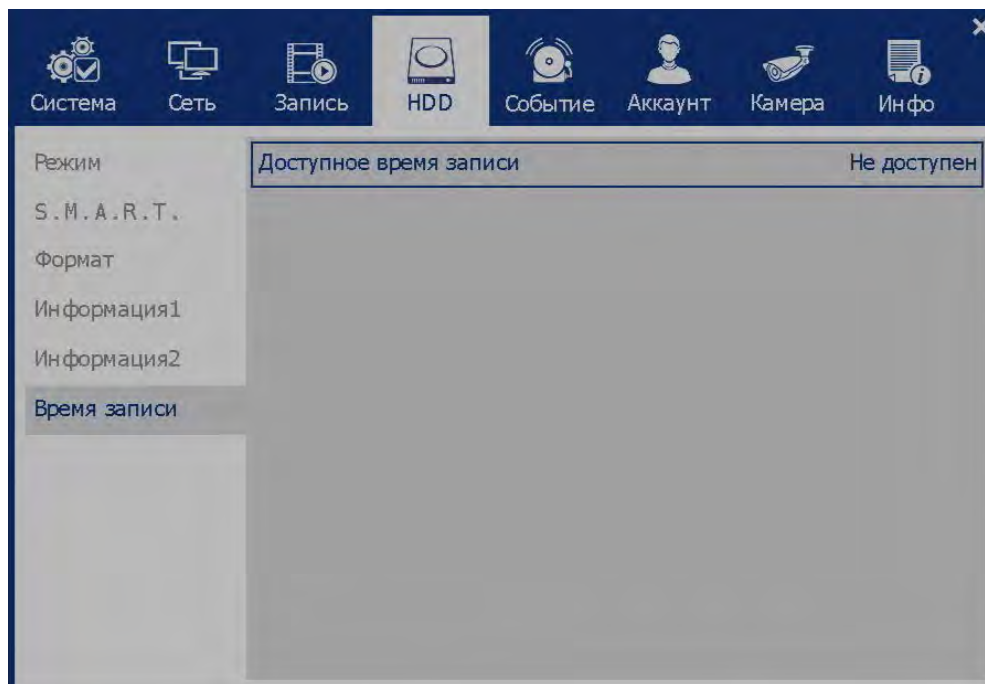 Система Сеть Запись HDD Событие Аккаунт Камера Инфо
Режим
Доступное время записи Не доступен
S.M.A.R.T.
Формат
Информация1
Информация2
Время записи